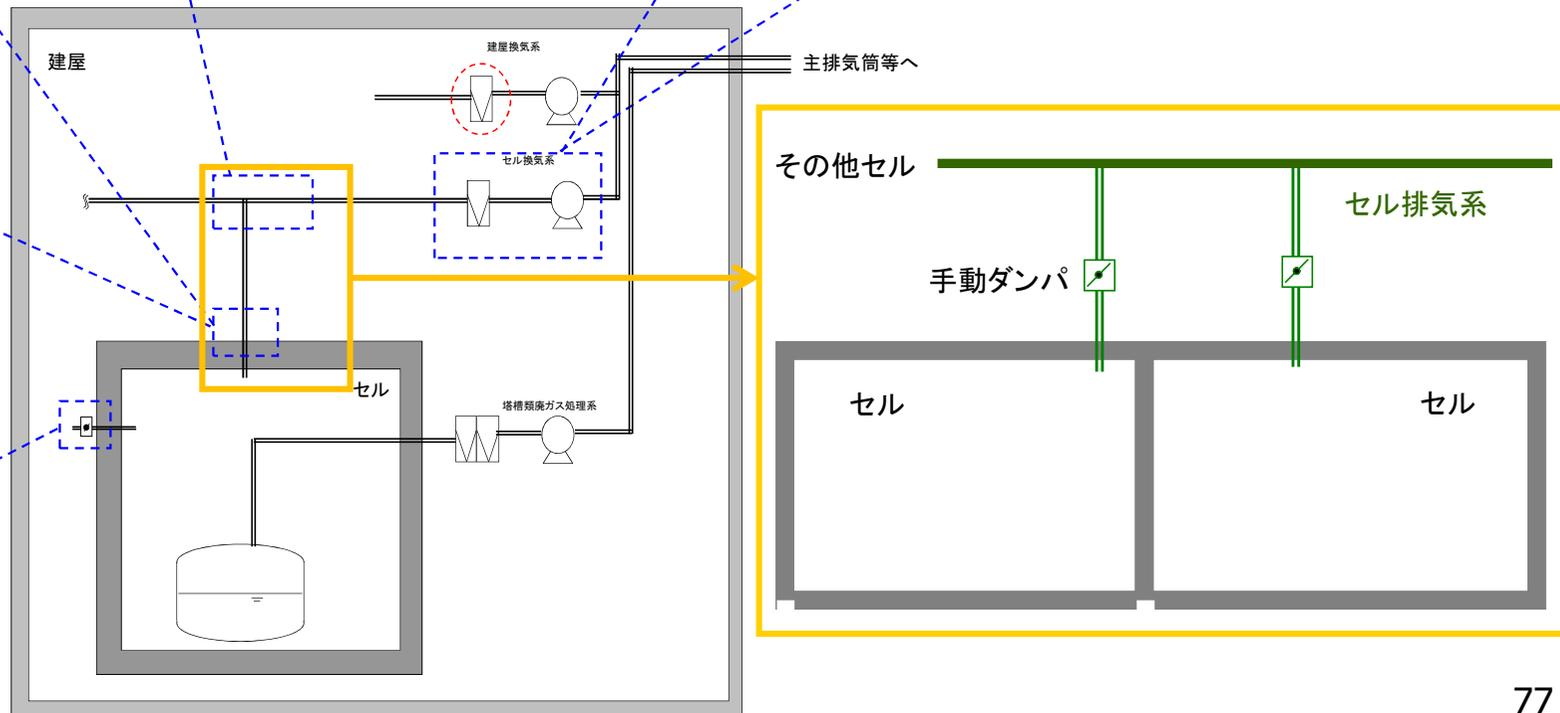 建屋
建屋換気系
主排気筒等へ
セル換気系
セル
塔槽類廃ガス処理系
その他セル
セル排気系
手動ダンパ
セル
セル
77